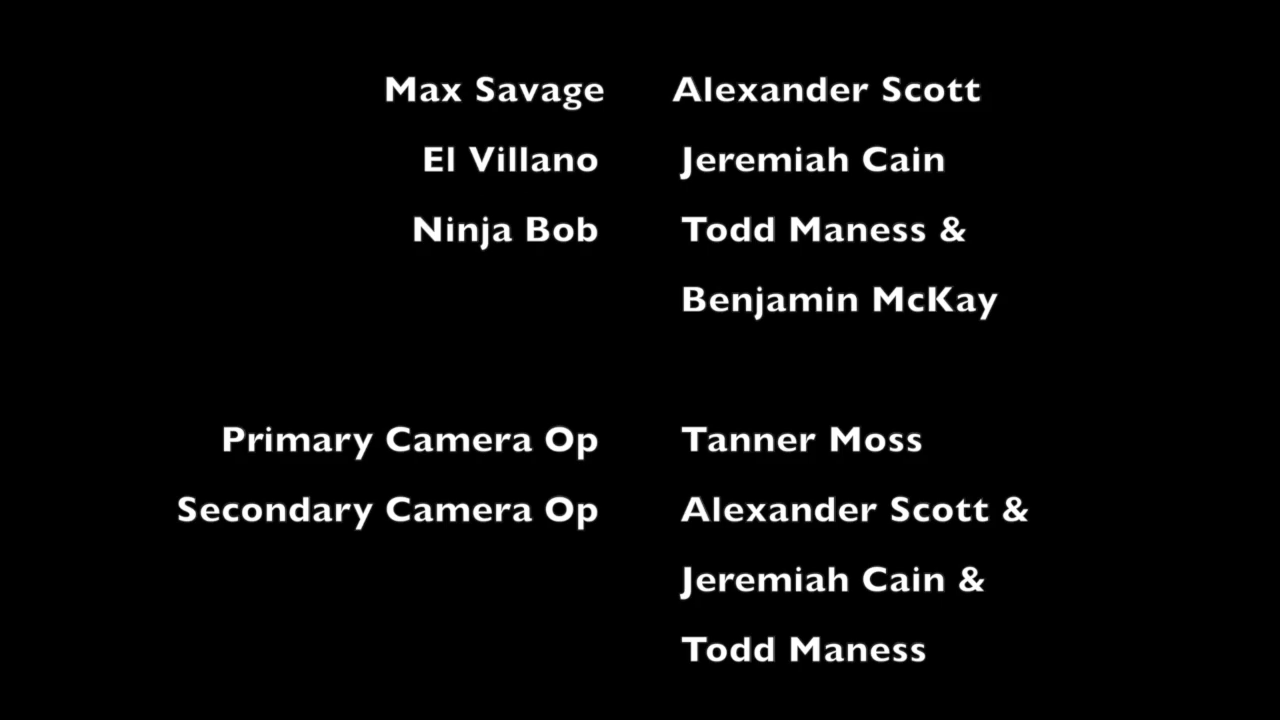 Max Savage Alexander Scott
El Villano Jeremiah Cain
Ninja Bob Todd Maness &
Benjamin McKay
Primary Camera Op Tanner Moss
Secondary Camera Op Alexander Scott &
Jeremiah Cain &
Todd Maness